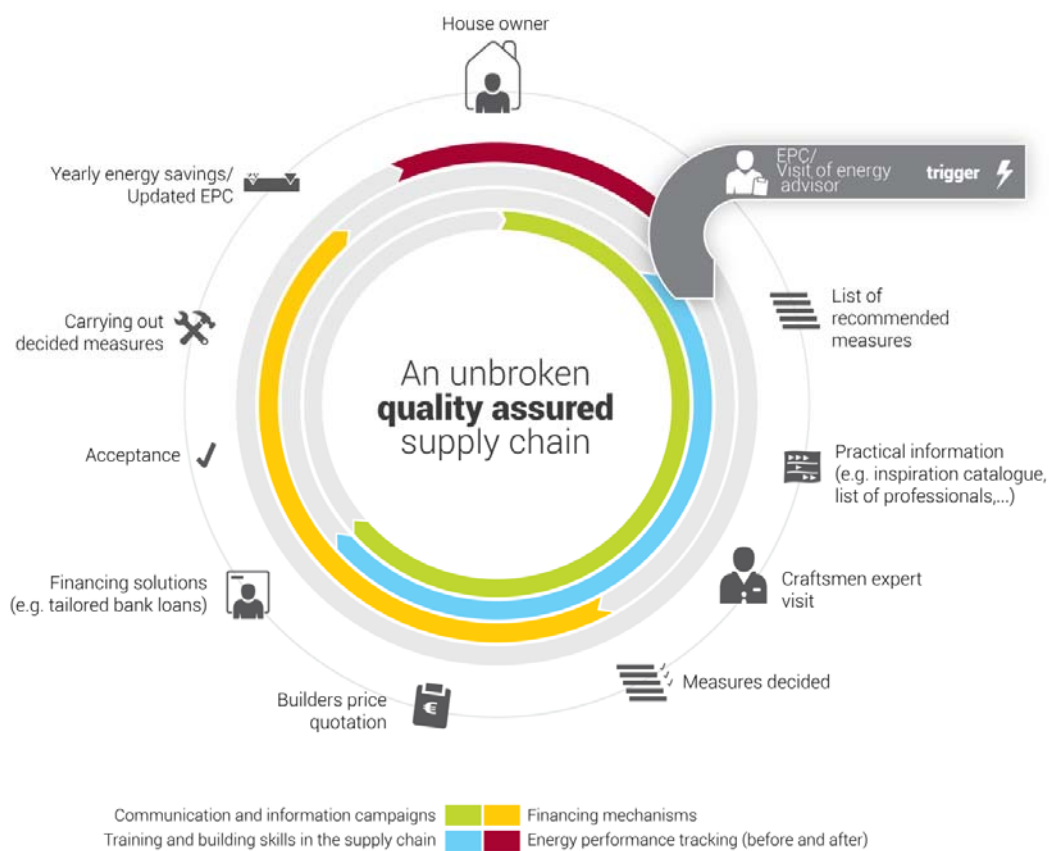 House owner
EPC/
Visit of energy
advisor
trigger
List of
recommended
measures
Practical information
(e.g. inspiration catalogue,
list of professionals,...)
Craftsmen expert
visit
Measures decided
Builders price
quotation
€
Financing solutions
(e.g. tailored bank loans)
Acceptance
Carrying out
decided measures
Yearly energy savings/
Updated EPC
An unbroken
quality assured
supply chain
Communication and information campaigns
Financing mechanisms
Training and building skills in the supply chain
Energy performance tracking (before and after)